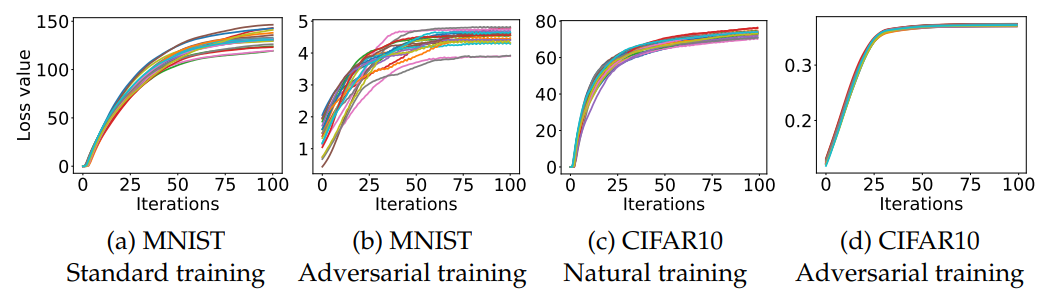 Loss value
150
100
50
0
0 25 50 75 100
Iterations
(a) MNIST
Standard training
5
4
3
2
1
0 25 50 75 100
Iterations
(b) MNIST
Adversarial training
80
60
40
20
0
0 25 50 75 100
Iterations
(c) CIFAR10
Natural training
0.3
0.2
0 25 50 75 100
Iterations
(d) CIFAR10
Adversarial training